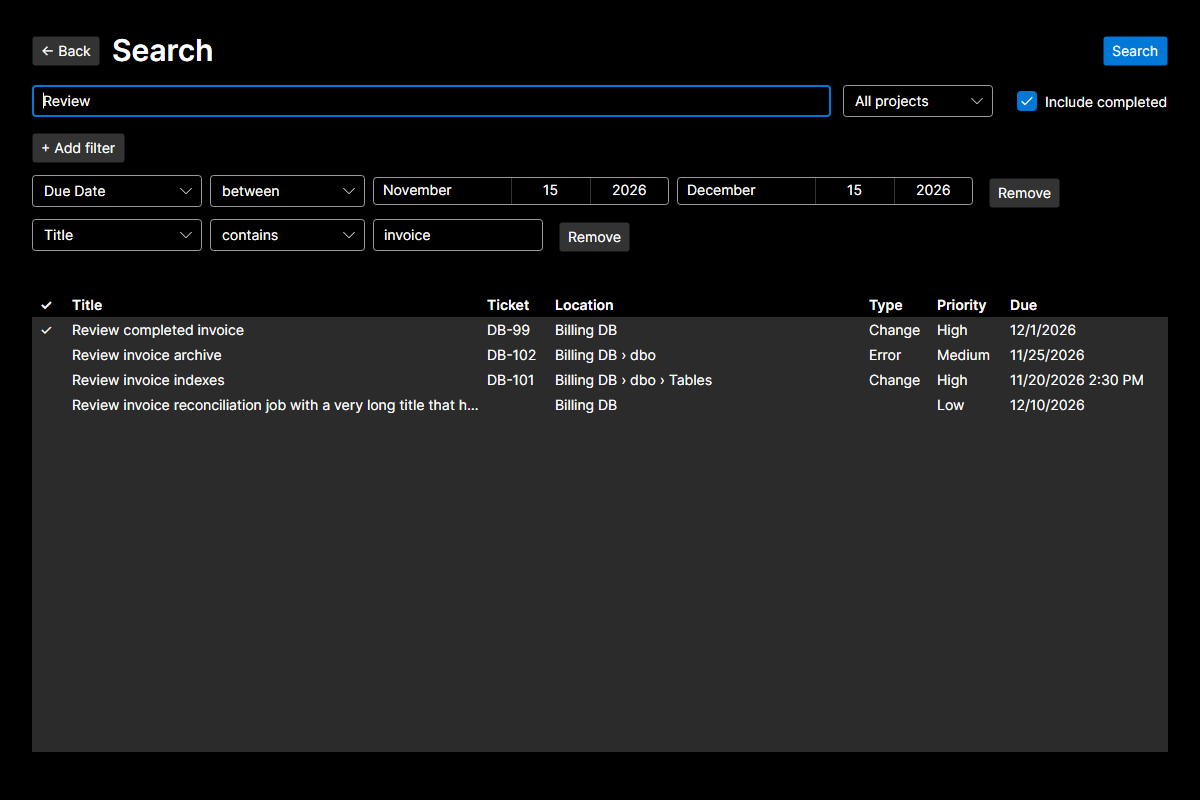 ← Back Search Search
Review All projects Include completed
+ Add filter
Due Date between November 15 2026 December 15 2026 Remove
Title contains invoice Remove
✓ Title Ticket Location Type Priority Due
✓ Review completed invoice DB-99 Billing DB Change High 12/1/2026
Review invoice archive DB-102 Billing DB › dbo Error Medium 11/25/2026
Review invoice indexes DB-101 Billing DB › dbo › Tables Change High 11/20/2026 2:30 PM
Review invoice reconciliation job with a very long title that h... Billing DB Low 12/10/2026